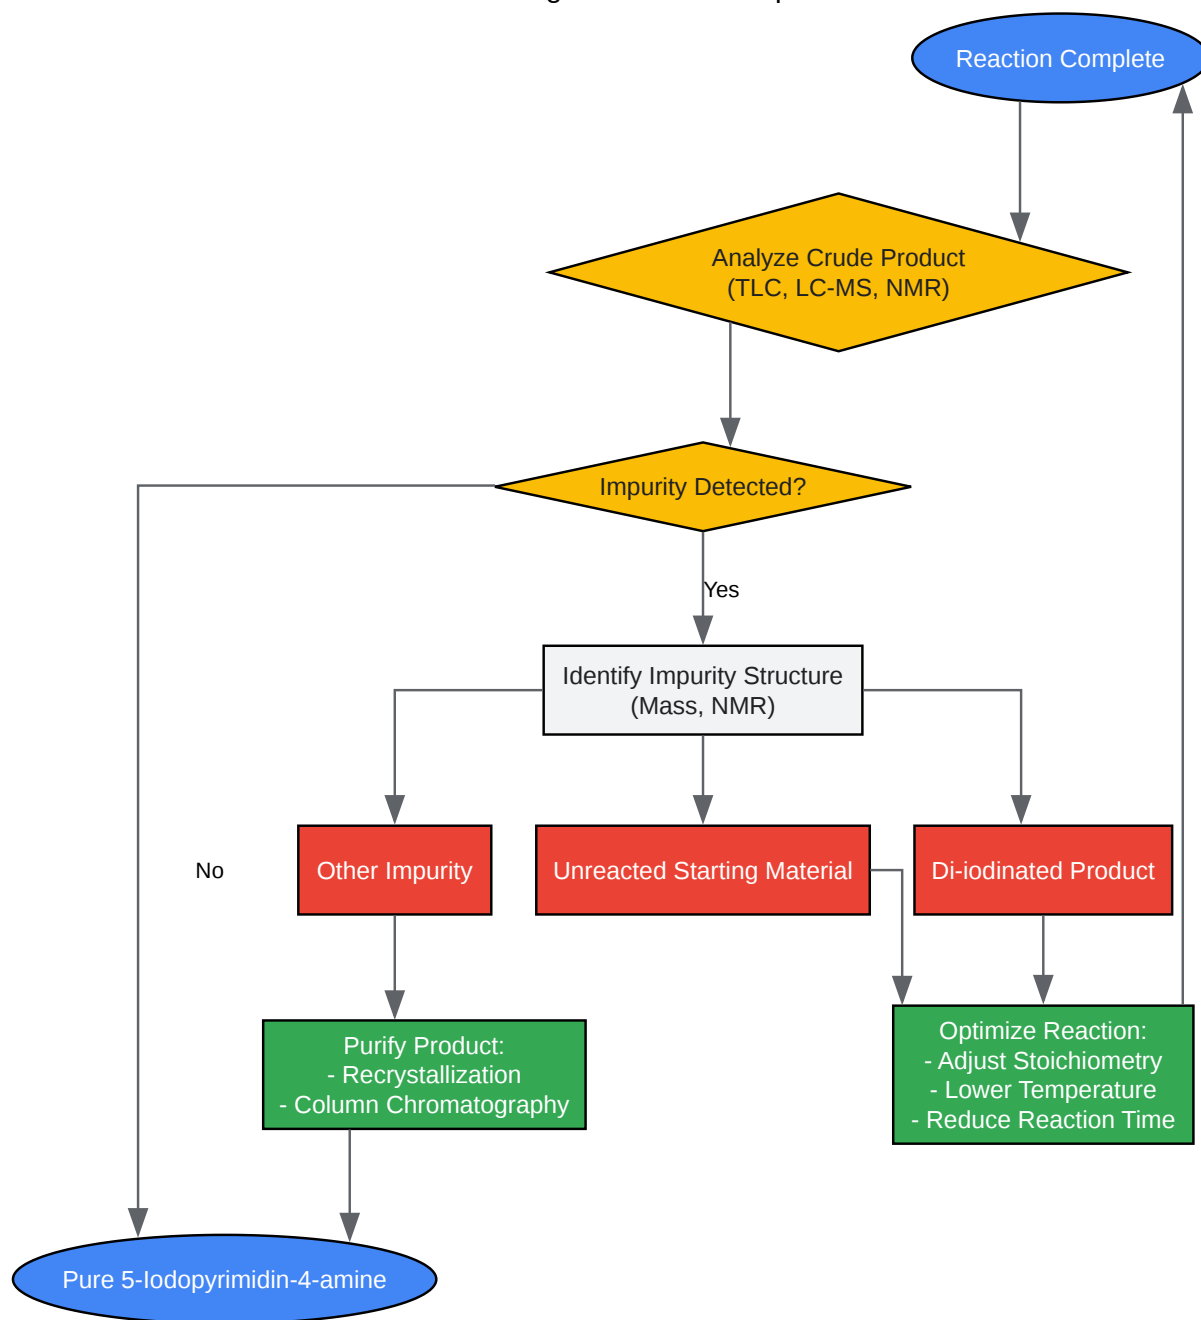 Reaction Complete
Analyze Crude Product
(TLC, LC-MS, NMR)
Impurity Detected?
Yes
Identify Impurity Structure
(Mass, NMR)
No
Other Impurity
Unreacted Starting Material
Di-iodinated Product
Purify Product:
- Recrystallization
- Column Chromatography
Optimize Reaction:
- Adjust Stoichiometry
- Lower Temperature
- Reduce Reaction Time
Pure 5-Iodopyrimidin-4-amine